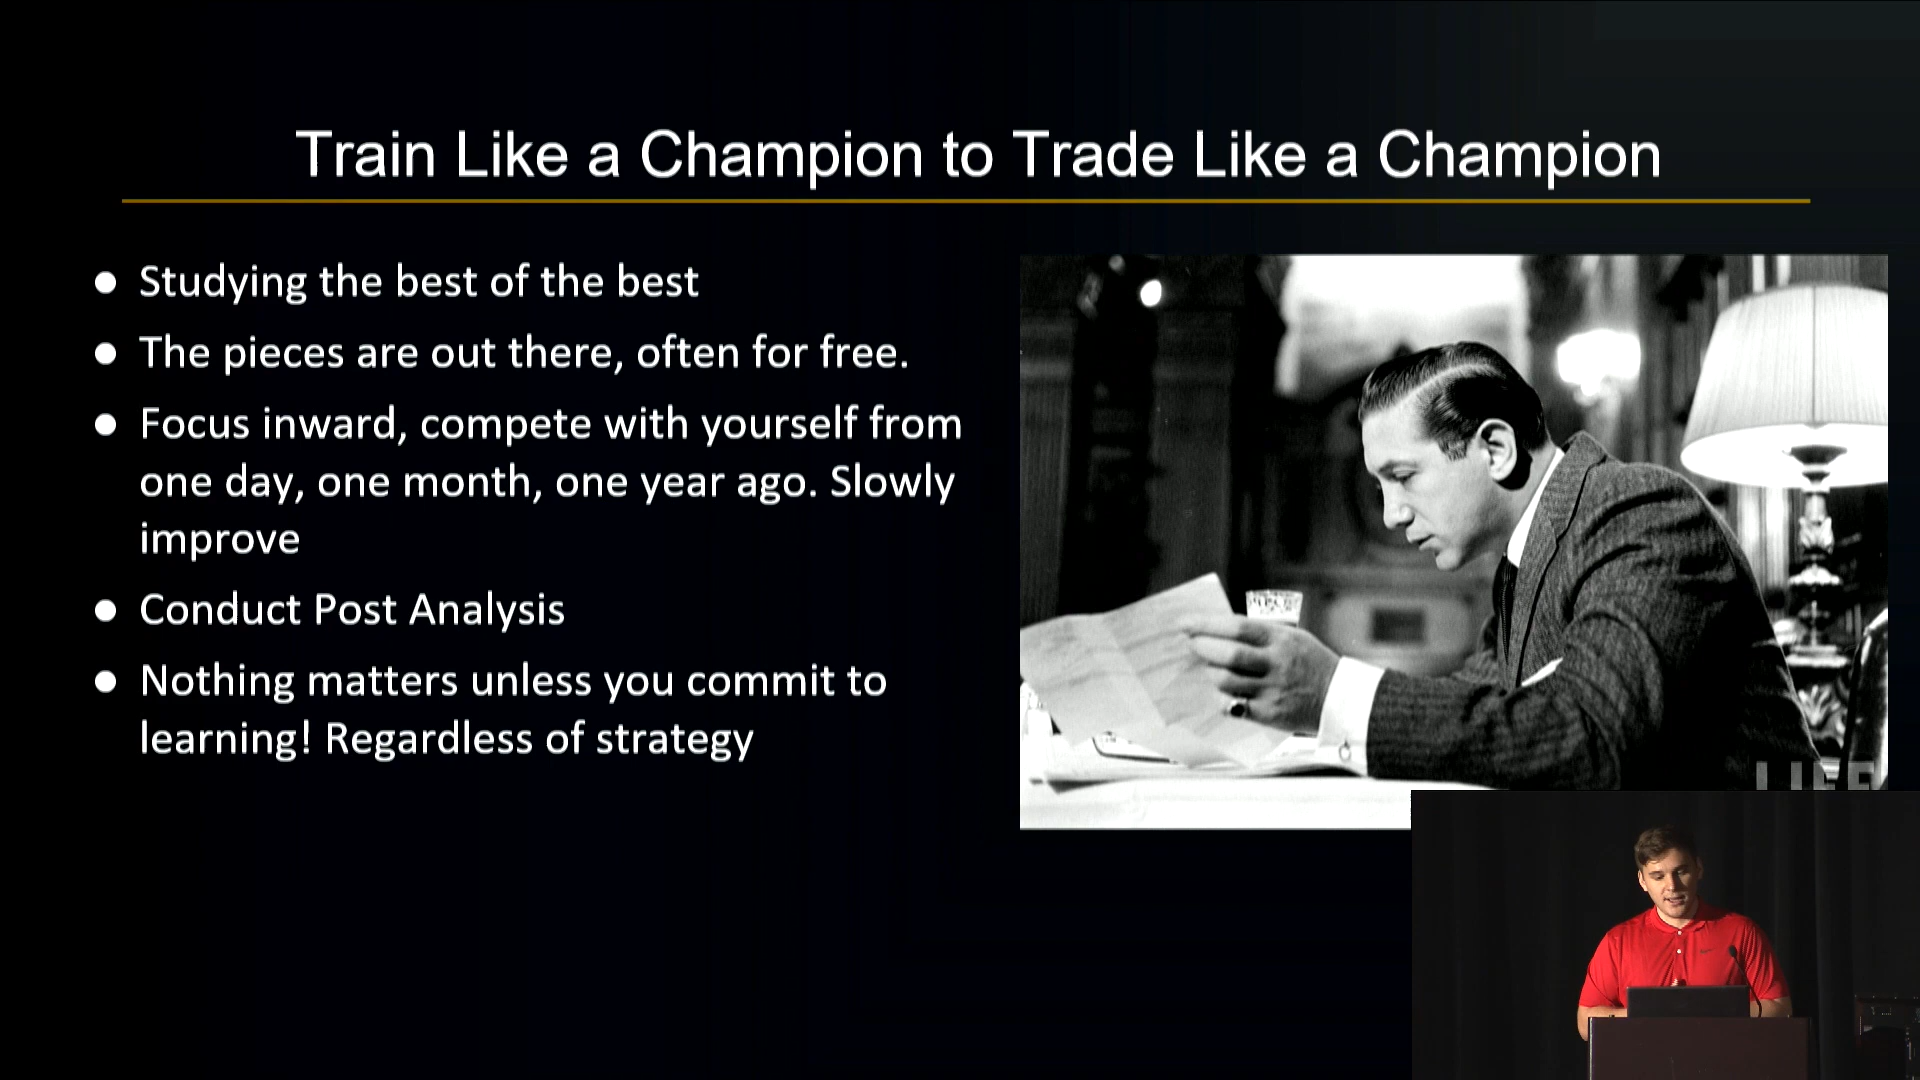 Train Like a Champion to Trade Like a Champion
● Studying the best of the best
● The pieces are out there, often for free.
● Focus inward, compete with yourself from
one day, one month, one year ago. Slowly
improve
● Conduct Post Analysis
● Nothing matters unless you commit to
learning! Regardless of strategy
LIFE